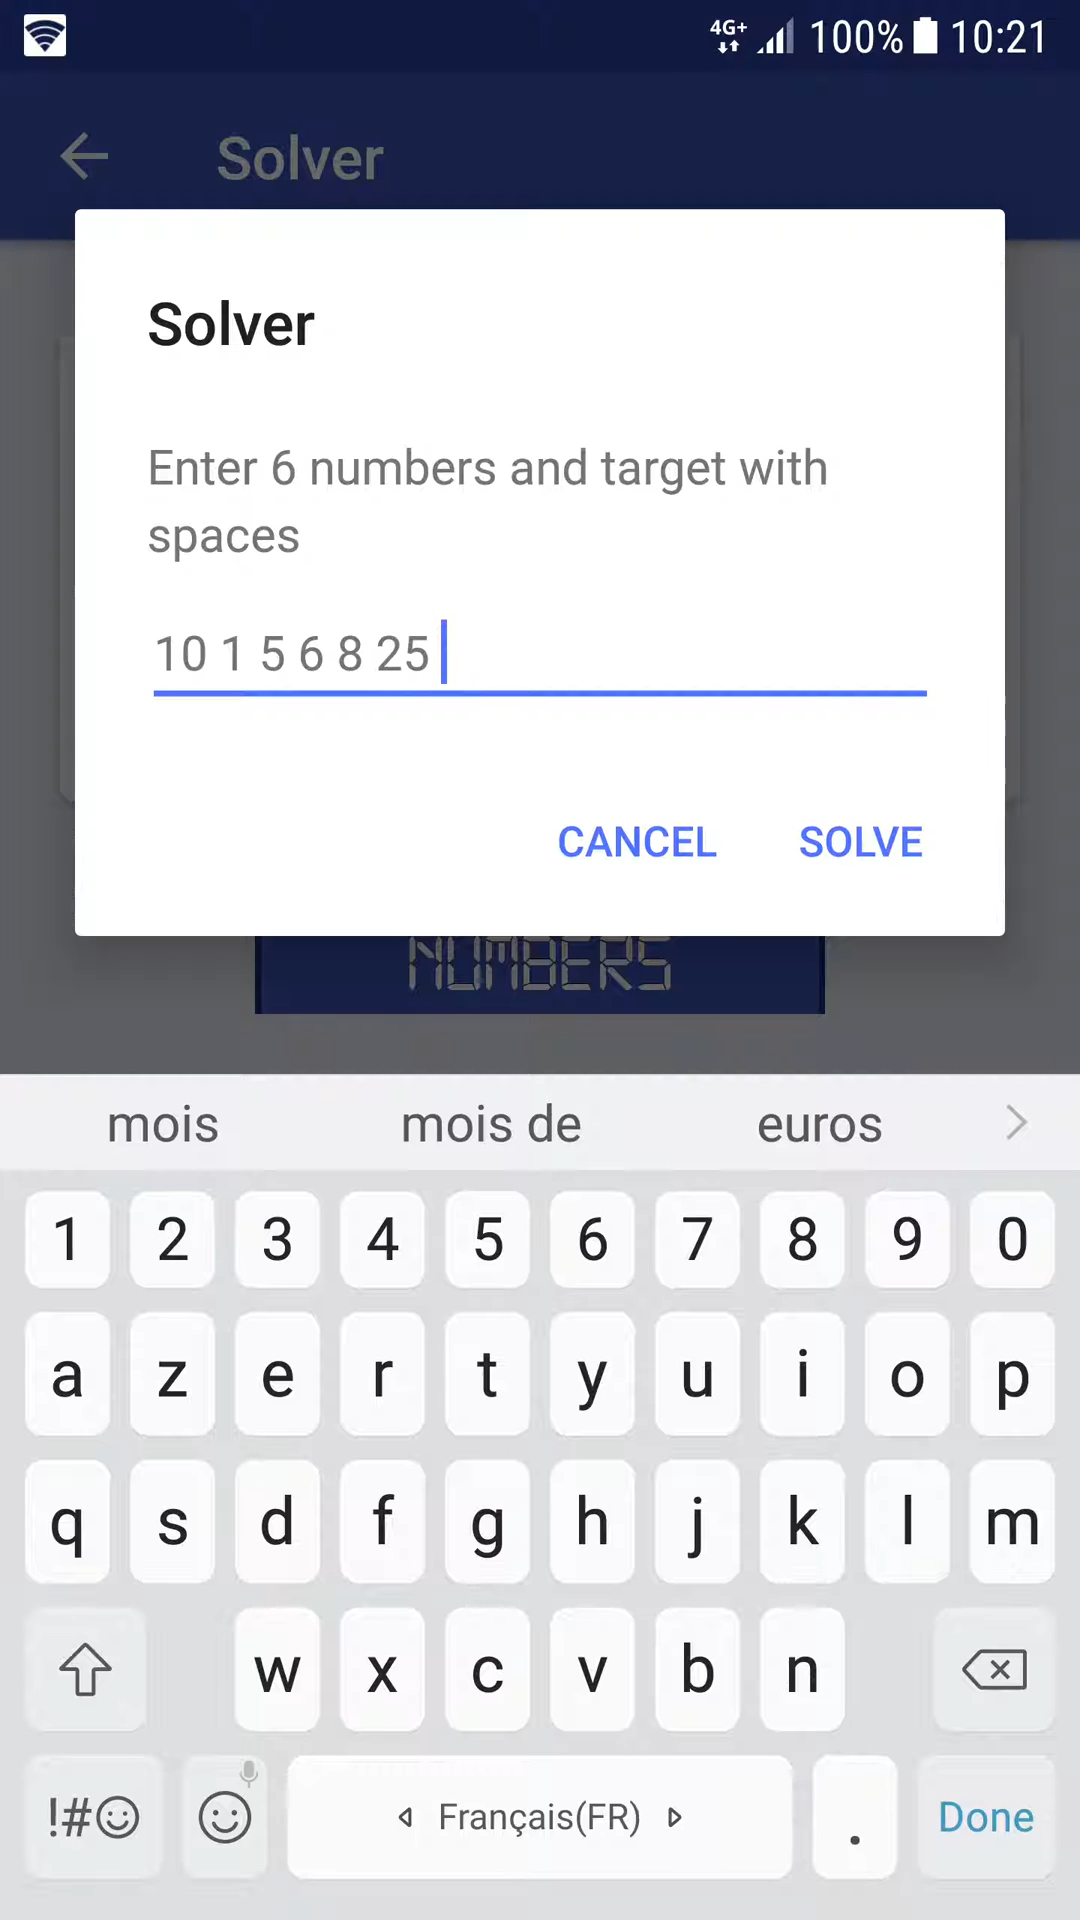 4G+ 100% 10:21
Solver
Solver
Enter 6 numbers and target with
spaces
10 1 5 6 8 25
CANCEL SOLVE
NUMBERS
mois mois de euros
1 2 3 4 5 6 7 8 9 0
a z e r t y u i o p
q s d f g h j k l m
w x c v b n
!# Français(FR) . Done